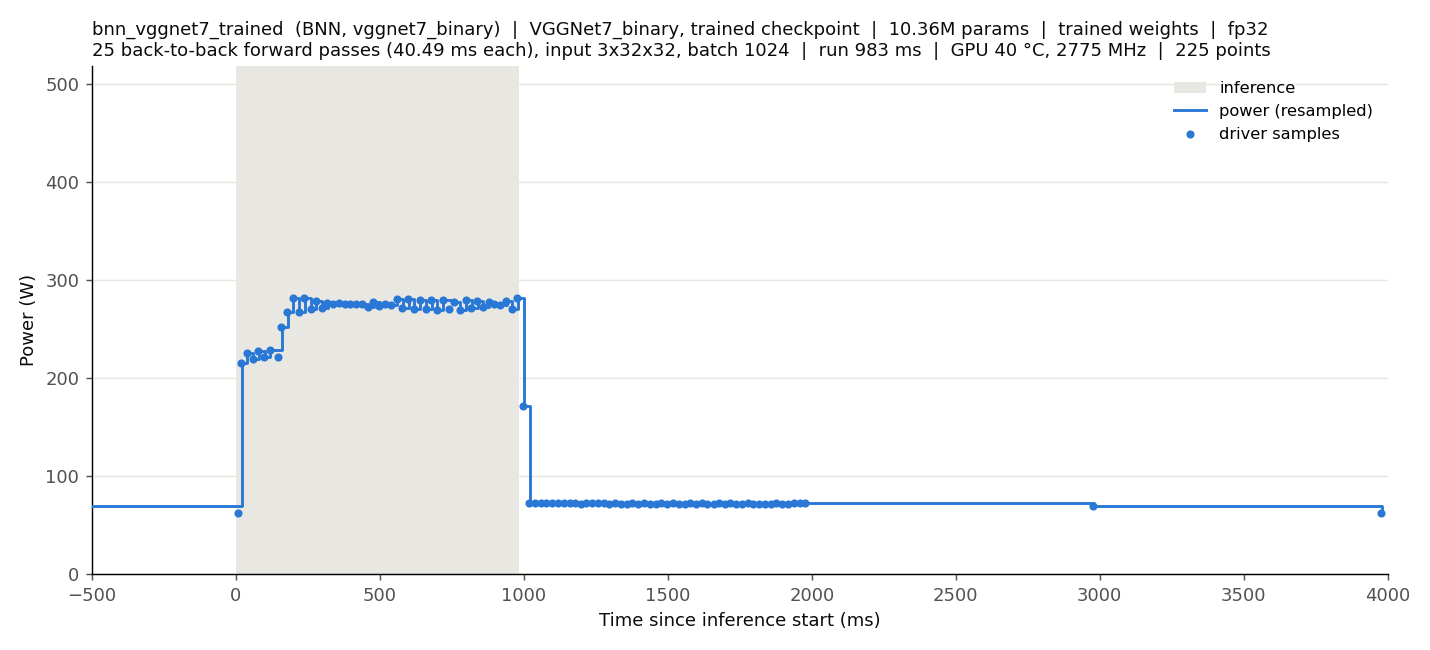 bnn_vggnet7_trained  (BNN, vggnet7_binary)  |  VGGNet7_binary, trained checkpoint  |  10.36M params  |  trained weights  |  fp32
25 back-to-back forward passes (40.49 ms each), input 3x32x32, batch 1024  |  run 983 ms  |  GPU 40 °C, 2775 MHz  |  225 points
inference
power (resampled)
driver samples
Power (W)
500
400
300
200
100
0
−500
0
500
1000
1500
2000
2500
3000
3500
4000
Time since inference start (ms)